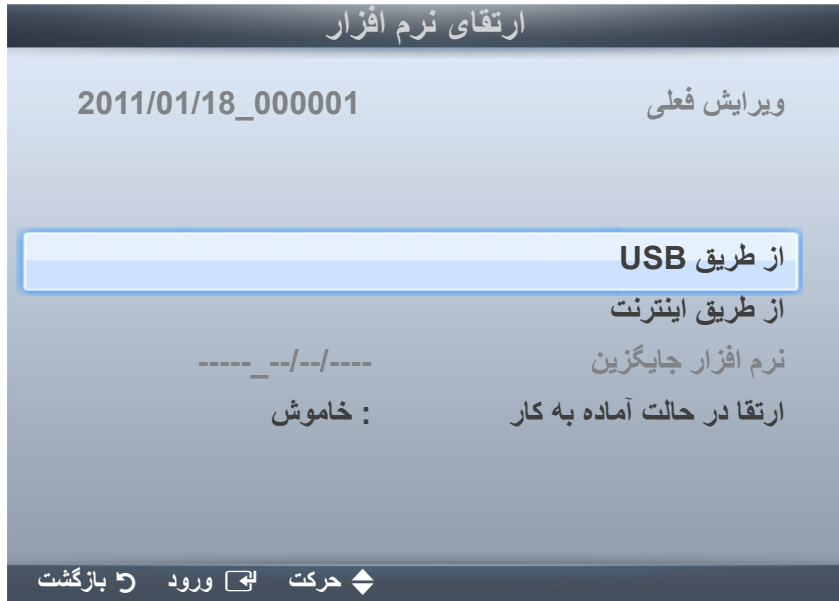 ارتقای نرم افزار
ویرایش فعلی 2011/01/18_000001
از طریق USB
از طریق اینترنت
نرم افزار جایگزین ----/--/--_-----
ارتقا در حالت آماده به کار : خاموش
حرکت ورود بازگشت